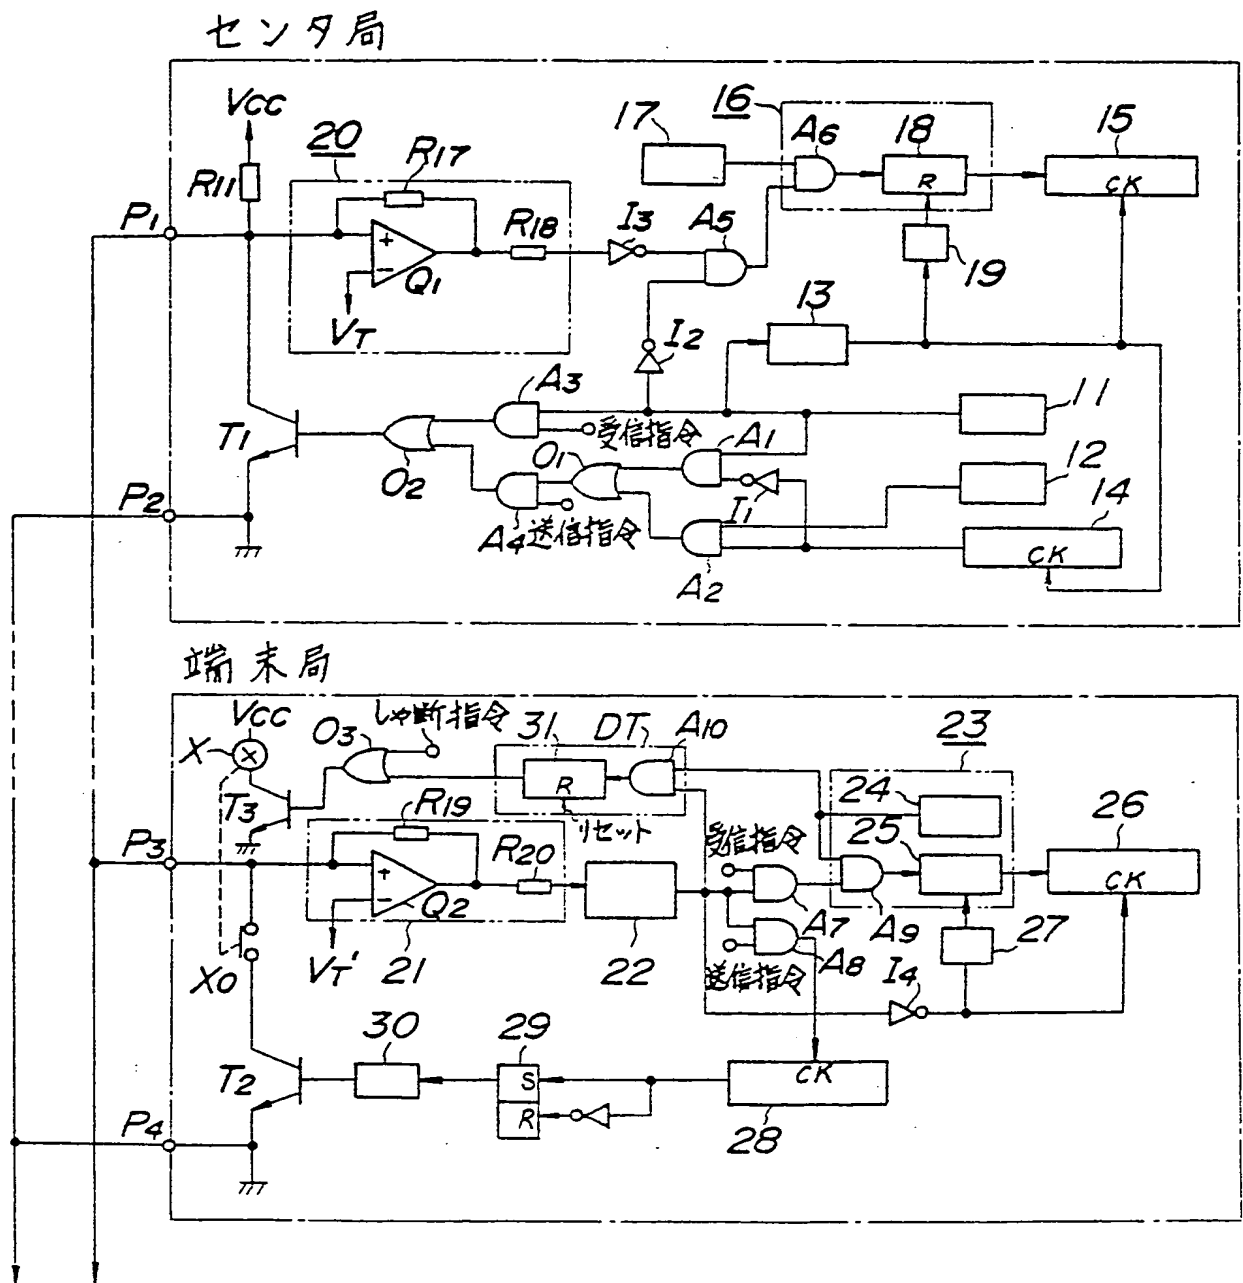 センタ局
VCC
R11
20
R17
Q1
VT
R18
P1
I3
A5
17
16
A6
18
R
15
CK
19
13
I2
A3
受信指令
11
A1
O1
12
T1
O2
A4
送信指令
I1
14
CK
A2
P2
端末局
VCC
X
O3
しゃ断指令
31
R
リセット
DT
A10
23
24
25
26
CK
T3
R19
P3
Q2
R20
VT'
21
22
受信指令
A7
A9
送信指令
A8
27
I4
XO
30
29
S
R
CK
28
T2
P4